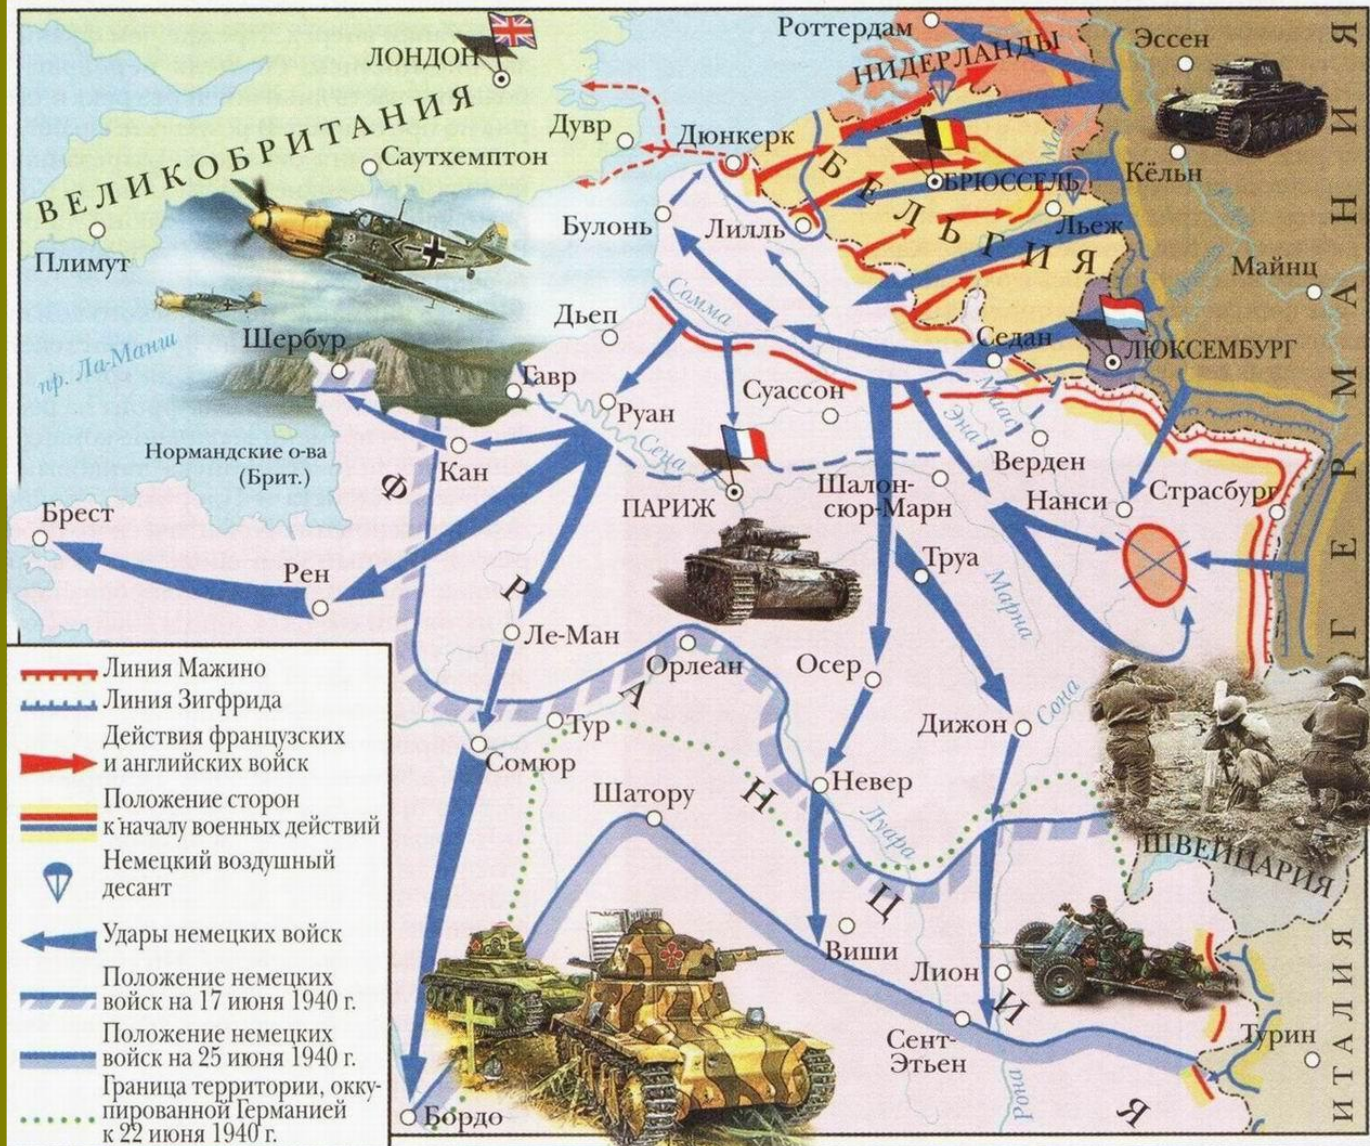 Роттердам
Эссен
ЛОНДОН
НИДЕРЛАНДЫ
ВЕЛИКОБРИТАНИЯ
Дувр
Дюнкерк
Саутхемптон
БЕЛЬГИЯ
Маас
БРЮССЕЛЬ
Кёльн
Рейн
Плимут
Булонь
Лилль
Льеж
Мозель
Майнц
ГЕРМАНИЯ
пр. Ла-Манш
Шербур
Дьеп
Сомма
Седан
ЛЮКСЕМБУРГ
Гавр
Руан
Суассон
Эна
Маас
Нормандские о-ва
(Брит.)
Кан
Сена
ПАРИЖ
Шалон-
сюр-Марн
Верден
Нанси
Страсбург
Брест
Рен
Труа
Марна
Ле-Ман
Орлеан
Осер
Тур
Дижон
Сона
Сомюр
Шатору
Невер
Луара
ШВЕЙЦАРИЯ
ФРАНЦИЯ
Виши
Лион
Сент-
Этьен
Рона
Турин
ИТАЛИЯ
Бордо
Линия Мажино
Линия Зигфрида
Действия французских
и английских войск
Положение сторон
к началу военных действий
Немецкий воздушный
десант
Удары немецких войск
Положение немецких
войск на 17 июня 1940 г.
Положение немецких
войск на 25 июня 1940 г.
Граница территории, окку-
пированной Германией
к 22 июня 1940 г.